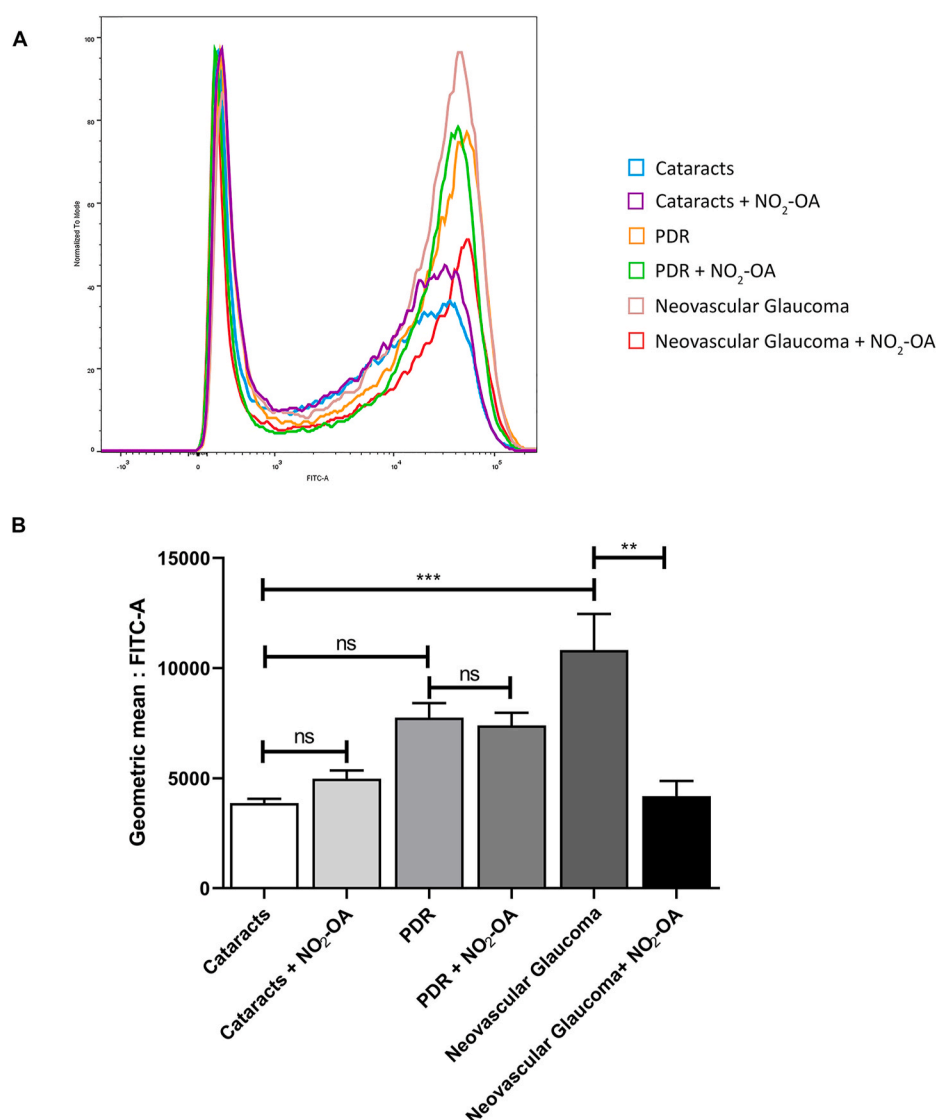 A
100
80
60
40
20
0
Normalized To Mode
-10³
0
10³
10⁴
10⁵
FITC-A
Cataracts
Cataracts + NO₂-OA
PDR
PDR + NO₂-OA
Neovascular Glaucoma
Neovascular Glaucoma + NO₂-OA
B
15000
10000
5000
0
Geometric mean : FITC-A
**
***
ns
ns
ns
Cataracts
Cataracts + NO₂-OA
PDR
PDR + NO₂-OA
Neovascular Glaucoma
Neovascular Glaucoma+ NO₂-OA